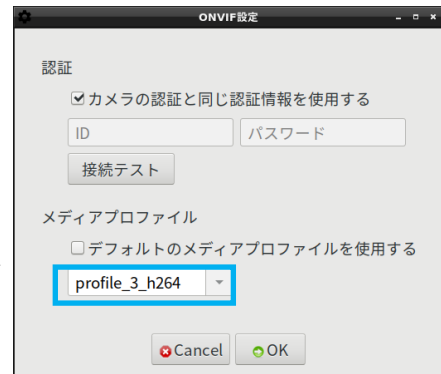 ONVIF設定
認証
カメラの認証と同じ認証情報を使用する
ID パスワード
接続テスト
メディアプロファイル
デフォルトのメディアプロファイルを使用する
profile_3_h264
Cancel OK